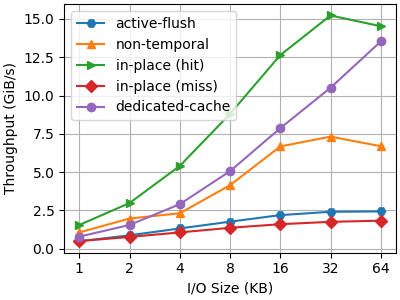 15.0
12.5
10.0
7.5
5.0
2.5
0.0
Throughput (GiB/s)
active-flush
non-temporal
in-place (hit)
in-place (miss)
dedicated-cache
1 2 4 8 16 32 64
I/O Size (KB)